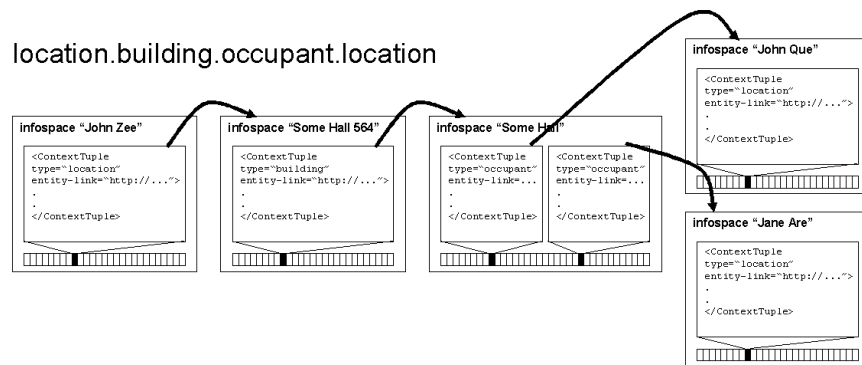 location.building.occupant.location
infospace “John Zee”
<ContextTuple
type=“location”
entity-link=“http://...”>
.
.
</ContextTuple>
infospace “Some Hall 564”
<ContextTuple
type=“building”
entity-link=“http://...”>
.
.
</ContextTuple>
infospace “Some Hall”
<ContextTuple
type=“occupant”
entity-link=...
.
.
</ContextTuple>
<ContextTuple
type=“occupant”
entity-link=...
.
.
</ContextTuple>
infospace “John Que”
<ContextTuple
type=“location”
entity-link=“http://...”>
.
.
</ContextTuple>
infospace “Jane Are”
<ContextTuple
type=“location”
entity-link=“http://...”>
.
.
</ContextTuple>